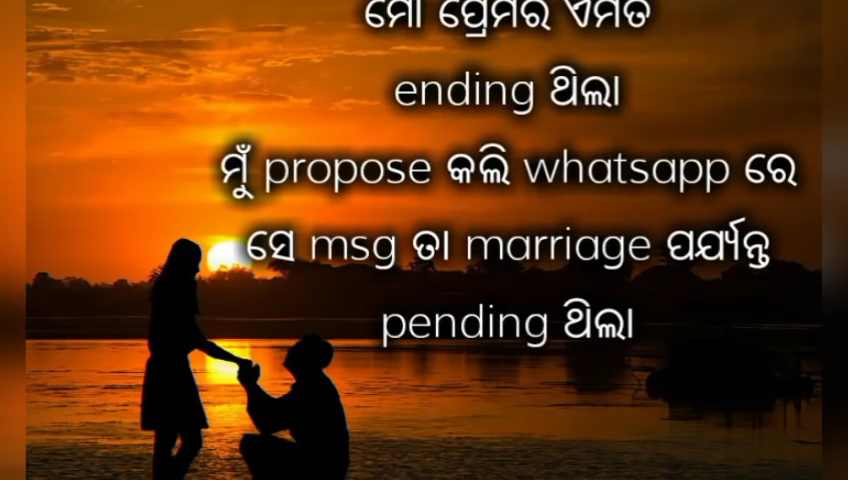 ମୋ ପ୍ରେମର ଏମିତି
ending ଥିଲା
ମୁଁ propose କଲି whatsapp ରେ
ସେ msg ତା marriage ପର୍ଯ୍ୟନ୍ତ
pending ଥିଲା